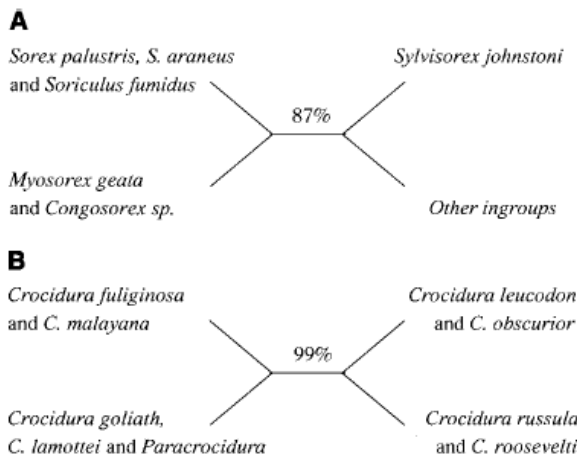 A
Sorex palustris, S. araneus
and Soriculus fumidus
Sylvisorex johnstoni
87%
Myosorex geata
and Congosorex sp.
Other ingroups
B
Crocidura fuliginosa
and C. malayana
Crocidura leucodon
and C. obscurior
99%
Crocidura goliath,
C. lamottei and Paracrocidura
Crocidura russula
and C. roosevelti